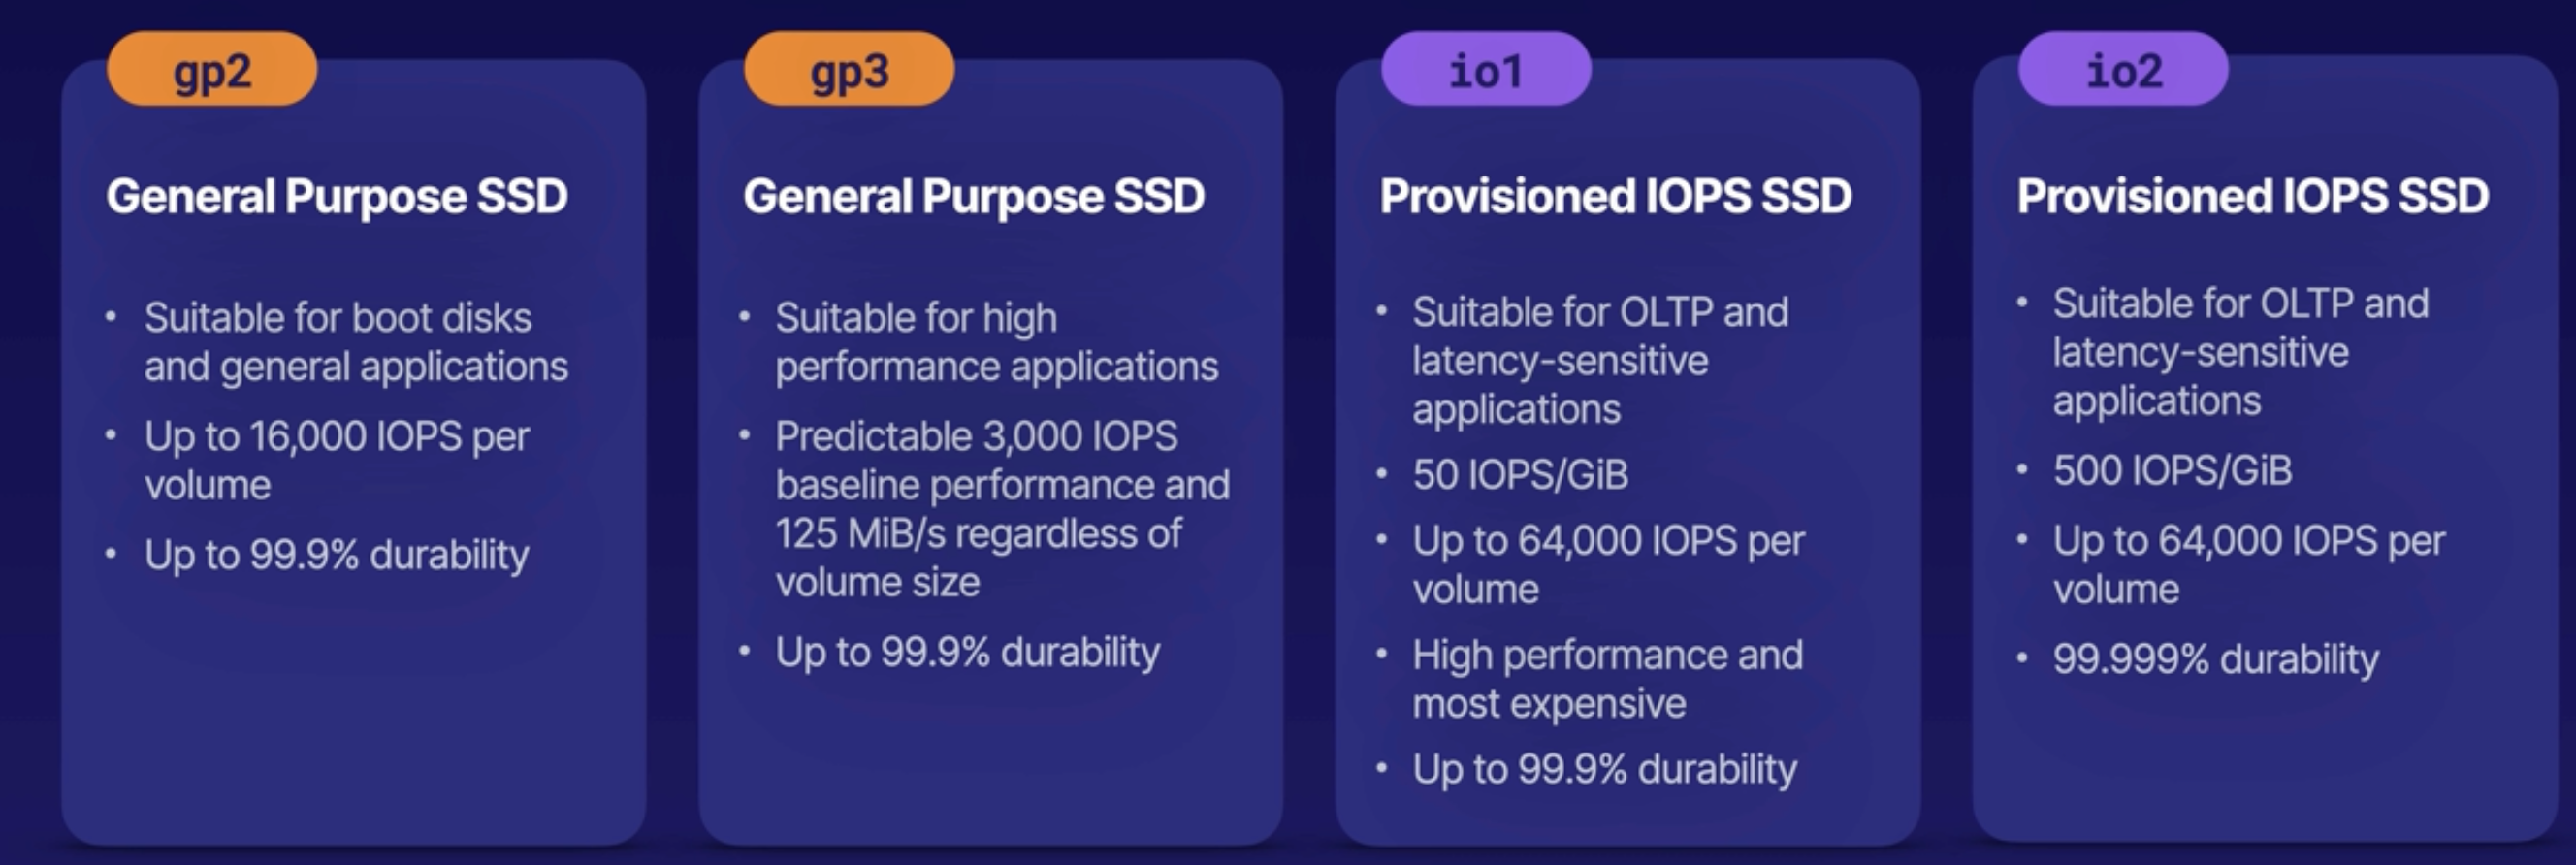 gp2
General Purpose SSD
• Suitable for boot disks
and general applications
• Up to 16,000 IOPS per
volume
• Up to 99.9% durability
gp3
General Purpose SSD
• Suitable for high
performance applications
• Predictable 3,000 IOPS
baseline performance and
125 MiB/s regardless of
volume size
• Up to 99.9% durability
io1
Provisioned IOPS SSD
• Suitable for OLTP and
latency-sensitive
applications
• 50 IOPS/GiB
• Up to 64,000 IOPS per
volume
• High performance and
most expensive
• Up to 99.9% durability
io2
Provisioned IOPS SSD
• Suitable for OLTP and
latency-sensitive
applications
• 500 IOPS/GiB
• Up to 64,000 IOPS per
volume
• 99.999% durability